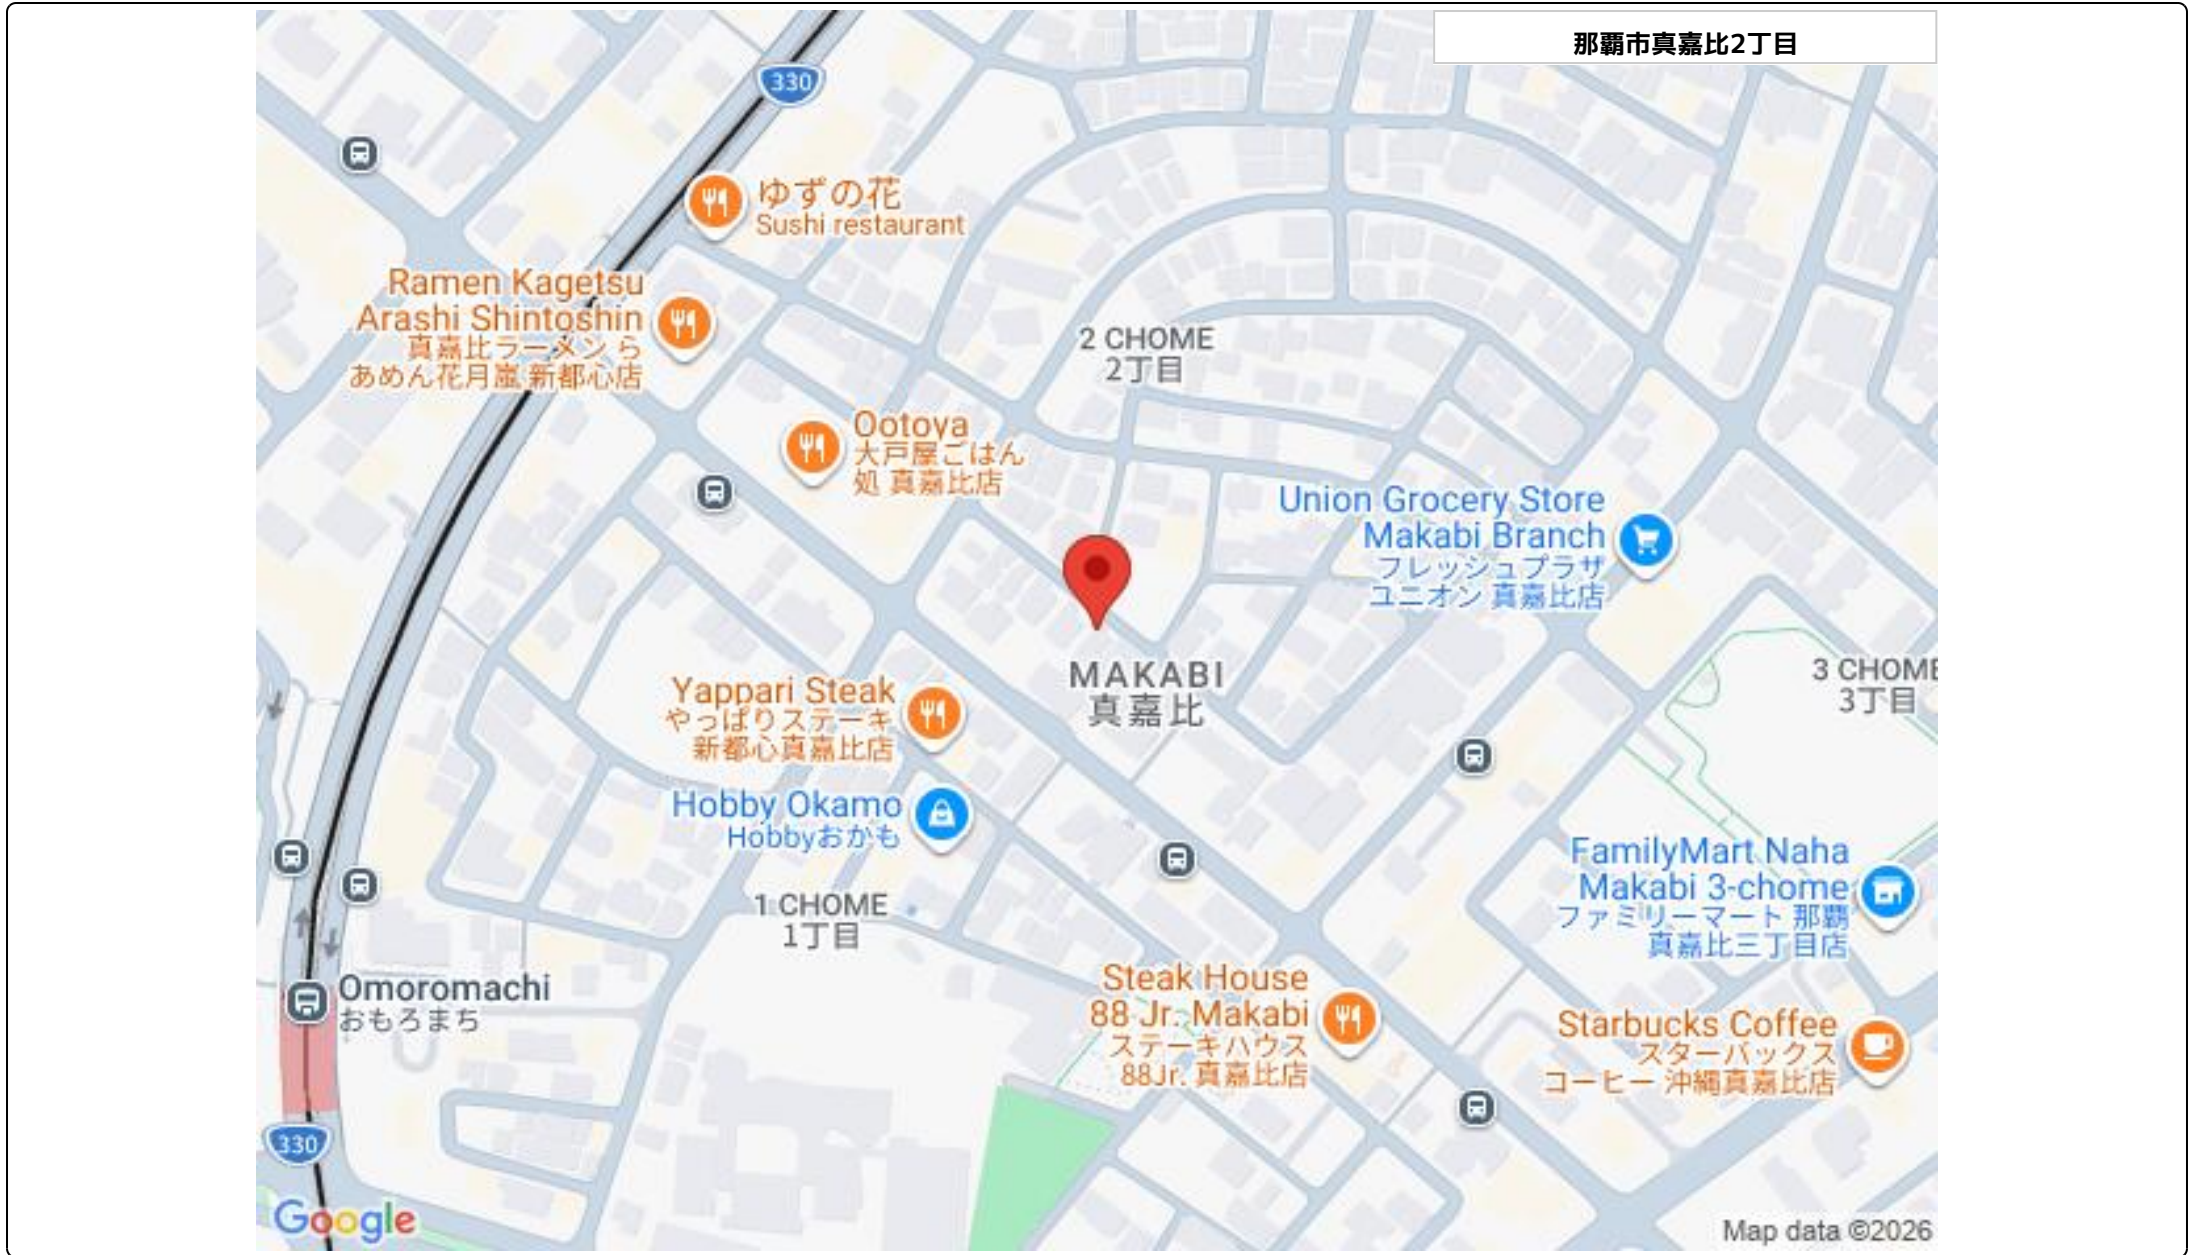 那覇市真嘉比2丁目
330
ゆずの花
Sushi restaurant
Ramen Kagetsu
Arashi Shintoshin
真嘉比ラーメン ら
あめん花月嵐 新都心店
2 CHOME
2丁目
Ootoya
大戸屋ごはん
処 真嘉比店
Union Grocery Store
Makabi Branch
フレッシュプラザ
ユニオン 真嘉比店
MAKABI
真嘉比
3 CHOME
3丁目
Yappari Steak
やっぱりステーキ
新都心真嘉比店
Hobby Okamo
Hobbyおかも
FamilyMart Naha
Makabi 3-chome
ファミリーマート 那覇
真嘉比三丁目店
1 CHOME
1丁目
Omoromachi
おもろまち
Steak House
88 Jr. Makabi
ステーキハウス
88Jr. 真嘉比店
Starbucks Coffee
スターバックス
コーヒー 沖縄真嘉比店
330
Google
Map data ©2026